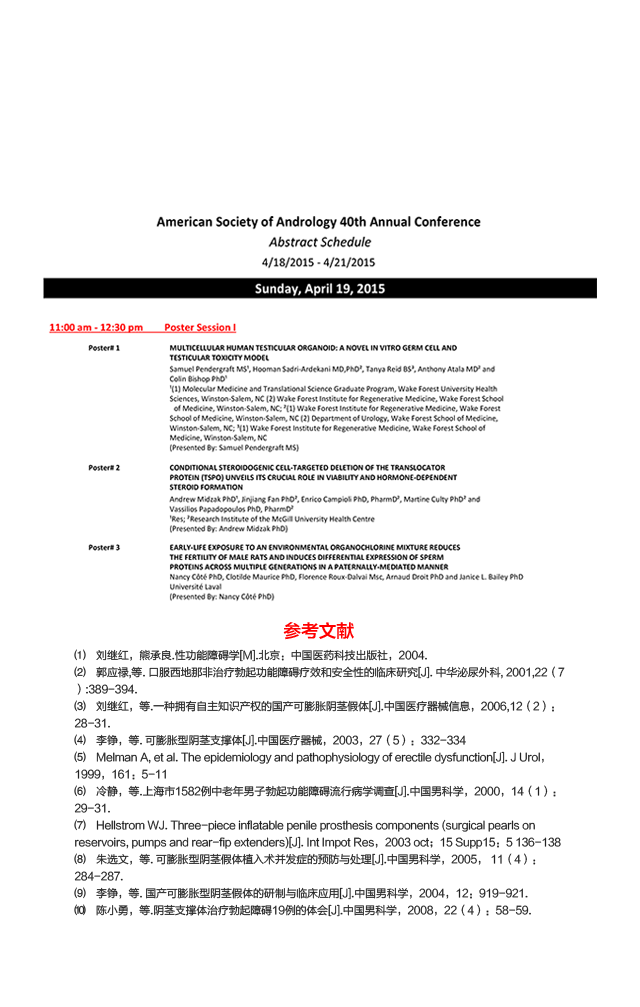 American Society of Andrology 40th Annual Conference
Abstract Schedule
4/18/2015 - 4/21/2015
Sunday, April 19, 2015
11:00 am - 12:30 pm Poster Session I
Poster# 1 MULTICELLULAR HUMAN TESTICULAR ORGANOID: A NOVEL IN VITRO GERM CELL AND
TESTICULAR TOXICITY MODEL
Samuel Pendergraft MS¹, Hooman Sadri-Ardekani MD,PhD², Tanya Reid BS³, Anthony Atala MD² and
Colin Bishop PhD¹
¹(1) Molecular Medicine and Translational Science Graduate Program, Wake Forest University Health
Sciences, Winston-Salem, NC (2) Wake Forest Institute for Regenerative Medicine, Wake Forest School
of Medicine, Winston-Salem, NC; ²(1) Wake Forest Institute for Regenerative Medicine, Wake Forest
School of Medicine, Winston-Salem, NC (2) Department of Urology, Wake Forest School of Medicine,
Winston-Salem, NC; ³(1) Wake Forest Institute for Regenerative Medicine, Wake Forest School of
Medicine, Winston-Salem, NC
(Presented By: Samuel Pendergraft MS)
Poster# 2 CONDITIONAL STEROIDOGENIC CELL-TARGETED DELETION OF THE TRANSLOCATOR
PROTEIN (TSPO) UNVEILS ITS CRUCIAL ROLE IN VIABILITY AND HORMONE-DEPENDENT
STEROID FORMATION
Andrew Midzak PhD¹, Jinjiang Fan PhD², Enrico Campioli PhD, PharmD², Martine Culty PhD² and
Vassilios Papadopoulos PhD, PharmD²
¹Res; ²Research Institute of the McGill University Health Centre
(Presented By: Andrew Midzak PhD)
Poster# 3 EARLY-LIFE EXPOSURE TO AN ENVIRONMENTAL ORGANOCHLORINE MIXTURE REDUCES
THE FERTILITY OF MALE RATS AND INDUCES DIFFERENTIAL EXPRESSION OF SPERM
PROTEINS ACROSS MULTIPLE GENERATIONS IN A PATERNALLY-MEDIATED MANNER
Nancy Côté PhD, Clotilde Maurice PhD, Florence Roux-Dalvai Msc, Arnaud Droit PhD and Janice L. Bailey PhD
Université Laval
(Presented By: Nancy Côté PhD)
参考文献
⑴ 刘继红，熊承良.性功能障碍学[M].北京；中国医药科技出版社，2004.
⑵ 郭应禄,等. 口服西地那非治疗勃起功能障碍疗效和安全性的临床研究[J]. 中华泌尿外科, 2001,22（7
）:389-394.
⑶ 刘继红，等.一种拥有自主知识产权的国产可膨胀阴茎假体[J].中国医疗器械信息，2006,12（2）；
28-31.
⑷ 李铮，等. 可膨胀型阴茎支撑体[J].中国医疗器械，2003，27（5）；332-334
⑸ Melman A, et al. The epidemiology and pathophysiology of erectile dysfunction[J]. J Urol，
1999，161；5-11
⑹ 冷静，等.上海市1582例中老年男子勃起功能障碍流行病学调查[J].中国男科学，2000，14（1）；
29-31.
⑺ Hellstrom WJ. Three-piece inflatable penile prosthesis components (surgical pearls on
reservoirs, pumps and rear-fip extenders)[J]. Int Impot Res，2003 oct；15 Supp15；5 136-138
⑻ 朱选文，等. 可膨胀型阴茎假体植入术并发症的预防与处理[J].中国男科学，2005， 11（4）；
284-287.
⑼ 李铮，等. 国产可膨胀型阴茎假体的研制与临床应用[J].中国男科学，2004，12；919-921.
⑽ 陈小勇，等.阴茎支撑体治疗勃起障碍19例的体会[J].中国男科学，2008，22（4）；58-59.